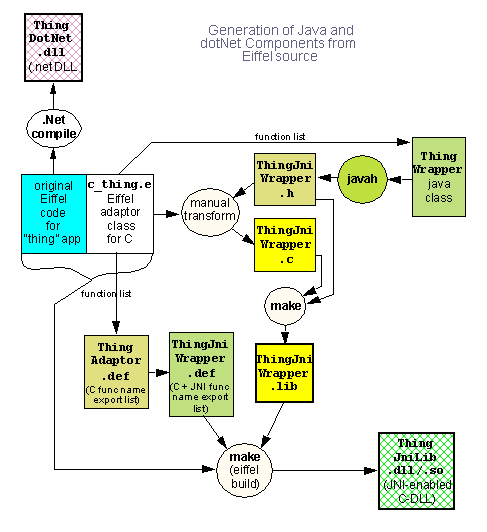 Generation of Java and
dotNet Components from
Eiffel source
Thing
DotNet
.dll
(.netDLL
.Net
compile
function list
original
Eiffel
code
for
"thing" app
c_thing.e
Eiffel
adaptor
class
for C
manual
transform
ThingJni
Wrapper
.h
javah
Thing
Wrapper
java
class
ThingJni
Wrapper
.c
function list
make
Thing
Adaptor
.def
(C func name
export list)
ThingJni
Wrapper
.def
(C + JNI func
name export
list)
ThingJni
Wrapper
.lib
make
(eiffel
build)
Thing
JniLib
.dll/.so
(JNI-enabled
C-DLL)